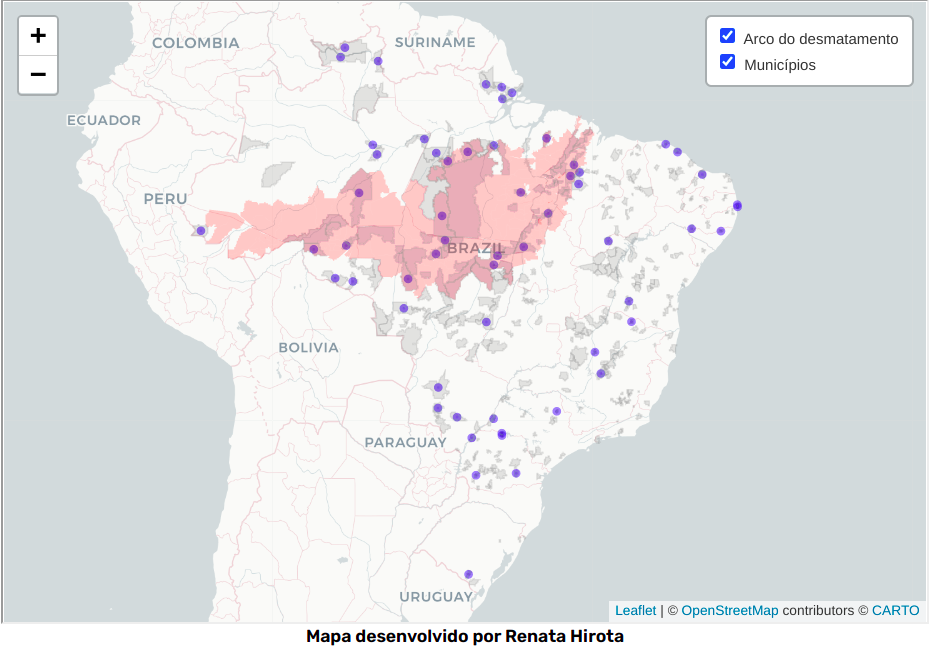 +
−
COLOMBIA
SURINAME
Arco do desmatamento
Municípios
ECUADOR
PERU
BRAZIL
BOLIVIA
PARAGUAY
URUGUAY
Leaflet | © OpenStreetMap contributors © CARTO
Mapa desenvolvido por Renata Hirota